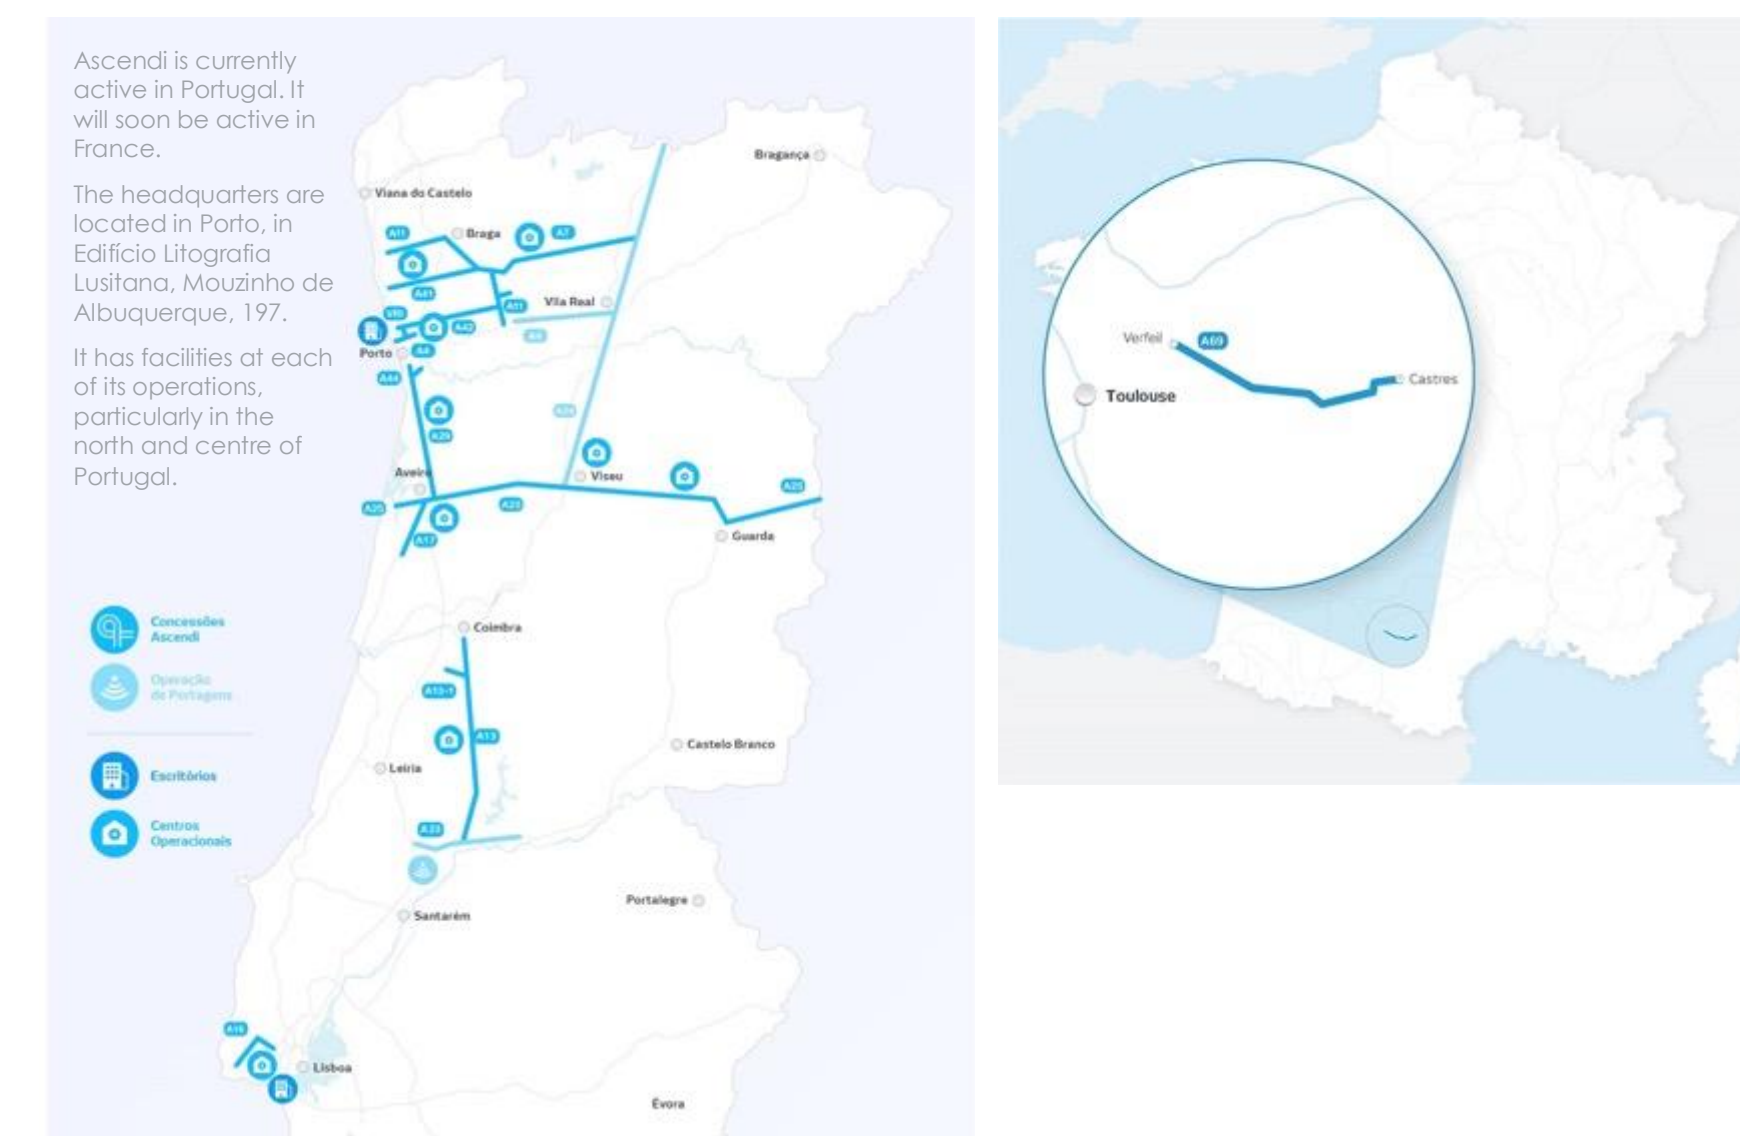 Ascendi is currently
active in Portugal. It
will soon be active in
France.
The headquarters are
located in Porto, in
Edifício Litografia
Lusitana, Mouzinho de
Albuquerque, 197.
It has facilities at each
of its operations,
particularly in the
north and centre of
Portugal.
Bragança
Viana do Castelo
A11
Braga
A7
A41
Vila Real
A11
A42
Porto
A4
A44
A29
Aveiro
Viseu
A25
A25
A25
A17
Guarda
Coimbra
A13-1
A13
Castelo Branco
Leiria
A23
Portalegre
Santarém
A16
Lisboa
Évora
Concessões
Ascendi
Operação
de Portagens
Escritórios
Centros
Operacionais
Verfeil
A69
Castres
Toulouse